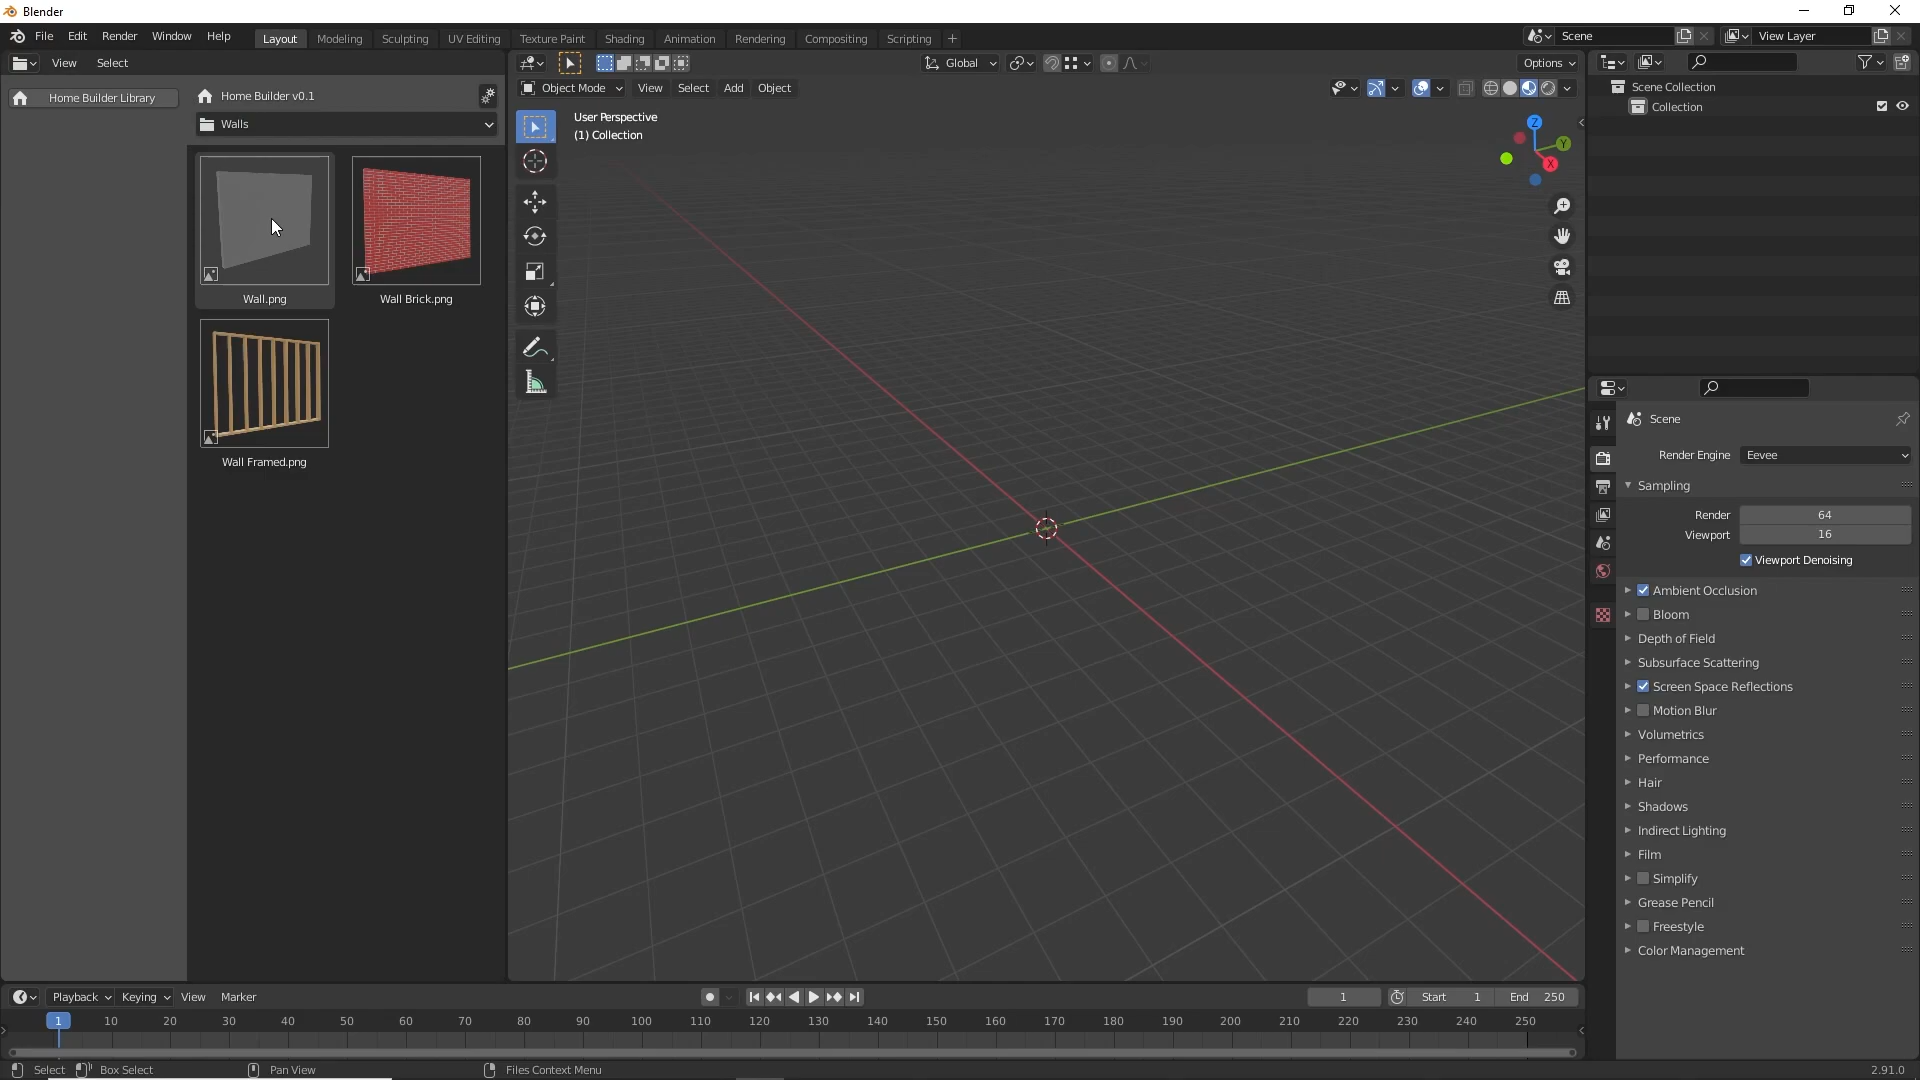 Blender
File Edit Render Window Help Layout Modeling Sculpting UV Editing Texture Paint Shading Animation Rendering Compositing Scripting + Scene View Layer
View Select
Global Options
Home Builder Library
Home Builder v0.1
Walls
Object Mode View Select Add Object
User Perspective
(1) Collection
Z
Y
X
Wall.png
Wall Brick.png
Wall Framed.png
Scene Collection
Collection
Scene
Render Engine Eevee
Sampling
Render 64
Viewport 16
Viewport Denoising
Ambient Occlusion
Bloom
Depth of Field
Subsurface Scattering
Screen Space Reflections
Motion Blur
Volumetrics
Performance
Hair
Shadows
Indirect Lighting
Film
Simplify
Grease Pencil
Freestyle
Color Management
Playback Keying View Marker 1 Start 1 End 250
1 10 20 30 40 50 60 70 80 90 100 110 120 130 140 150 160 170 180 190 200 210 220 230 240 250
Select Box Select Pan View Files Context Menu 2.91.0